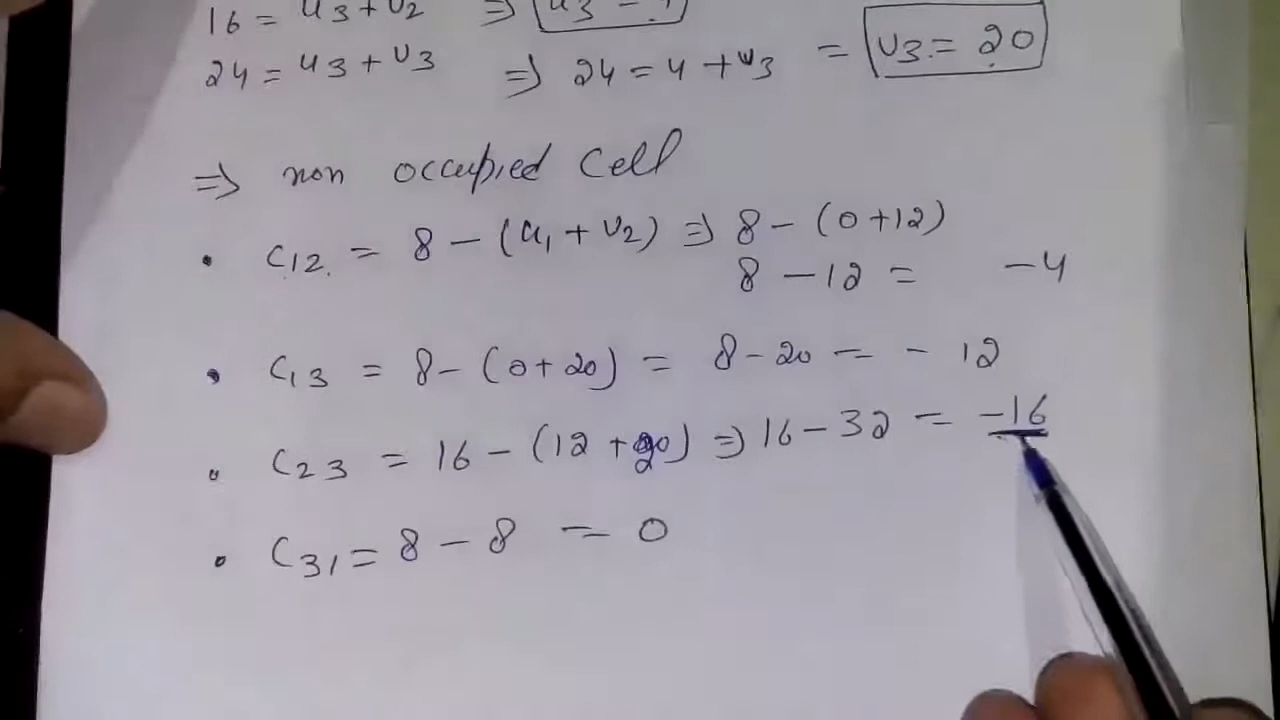 16 = u3 + v2 ⇒ u3 =
24 = u3 + v3 ⇒ 24 = 4 + v3 = v3 = 20
⇒ non occupied cell
• C12 = 8 - (u1 + v2) ⇒ 8 - (0+12)
8 - 12 = -4
• C13 = 8 - (0+20) = 8 - 20 = - 12
• C23 = 16 - (12 + 20) ⇒ 16 - 32 = -16
• C31 = 8 - 8 = 0